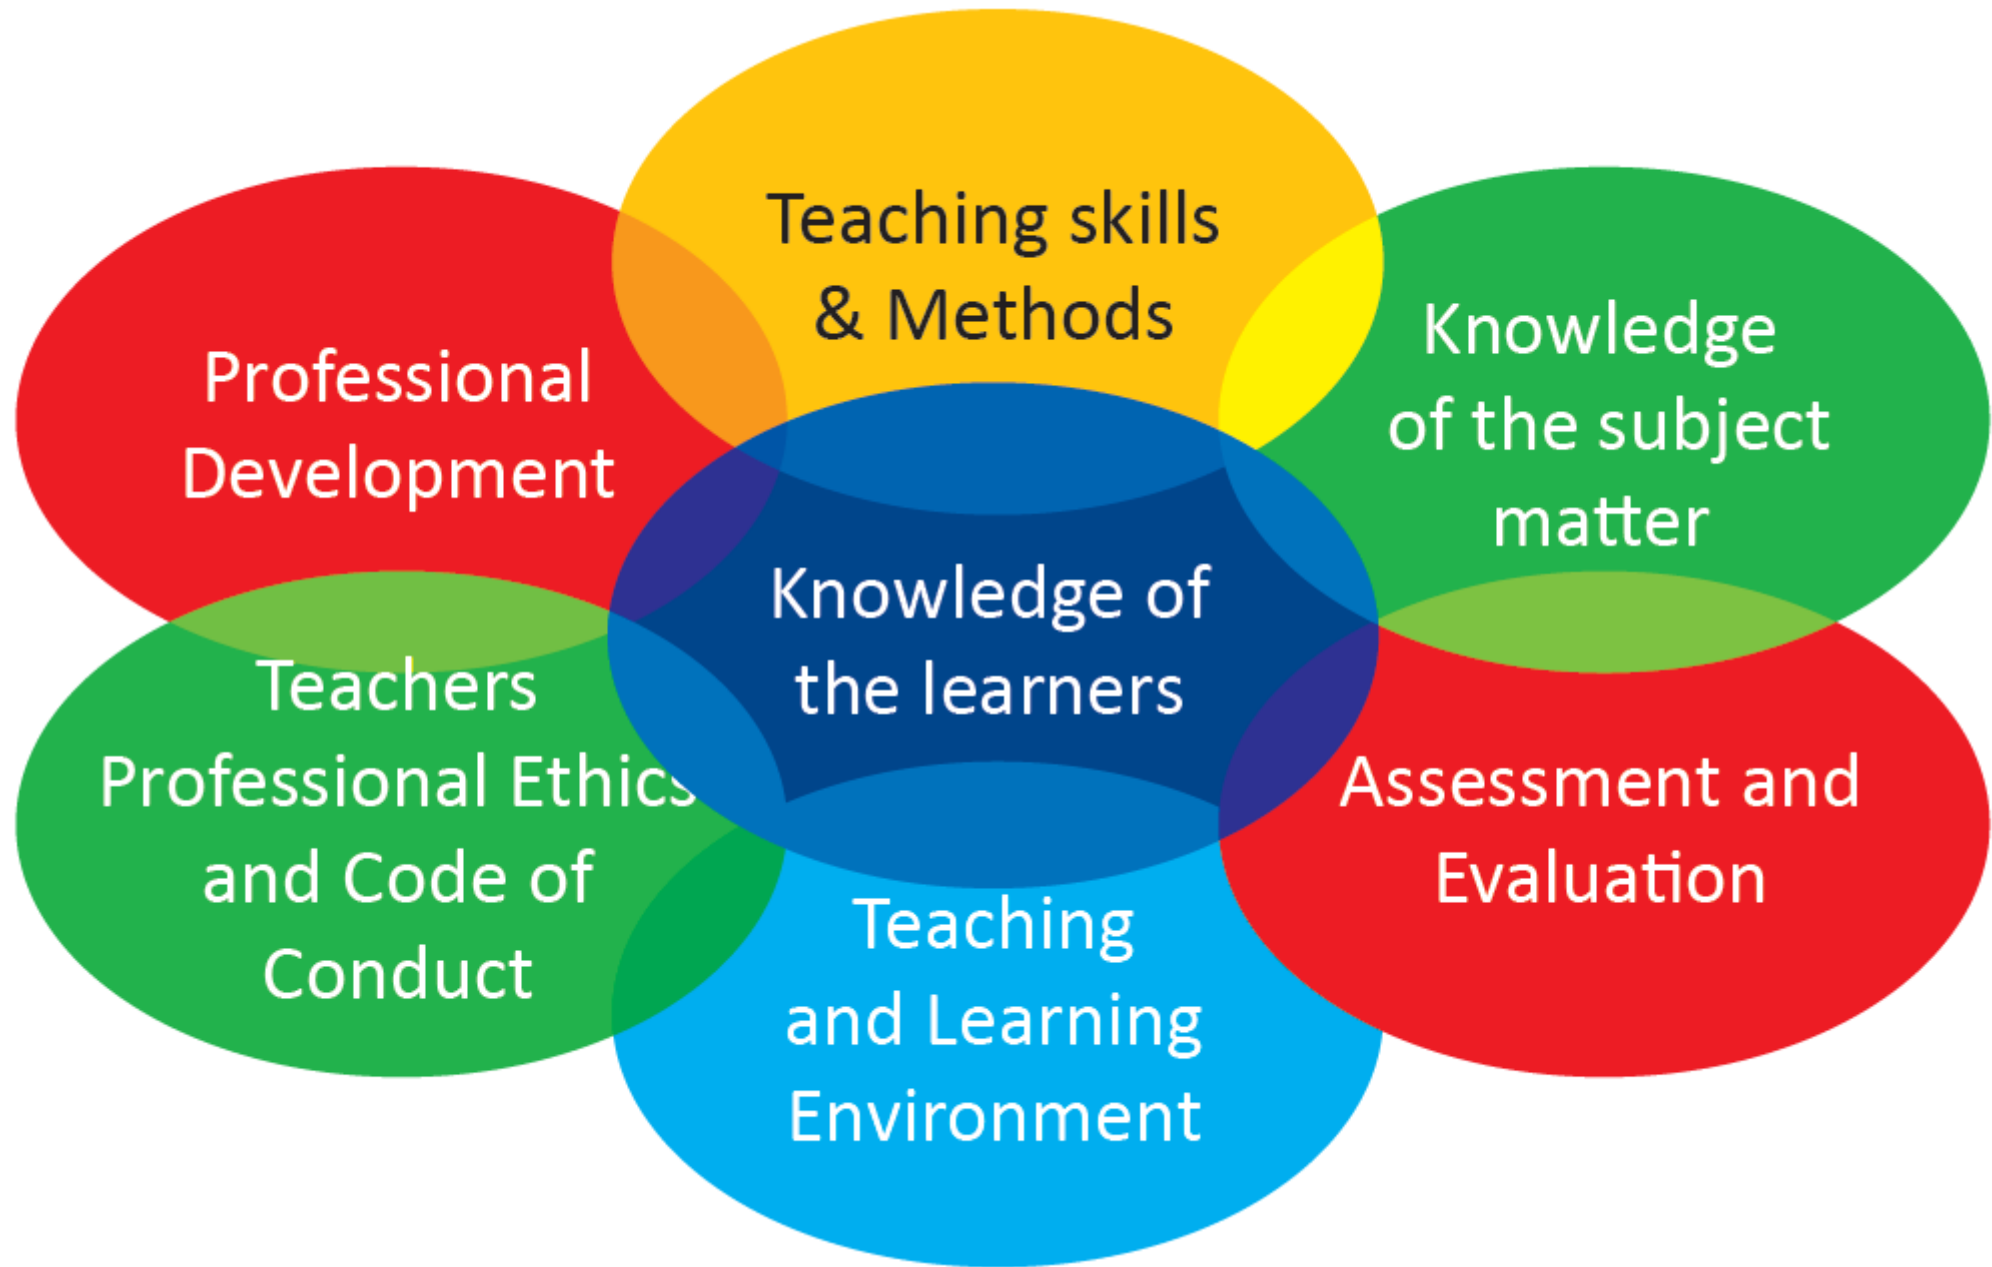 Teaching skills
& Methods
Professional
Development
Knowledge
of the subject
matter
Knowledge of
the learners
Teachers
Professional Ethics
and Code of
Conduct
Assessment and
Evaluation
Teaching
and Learning
Environment